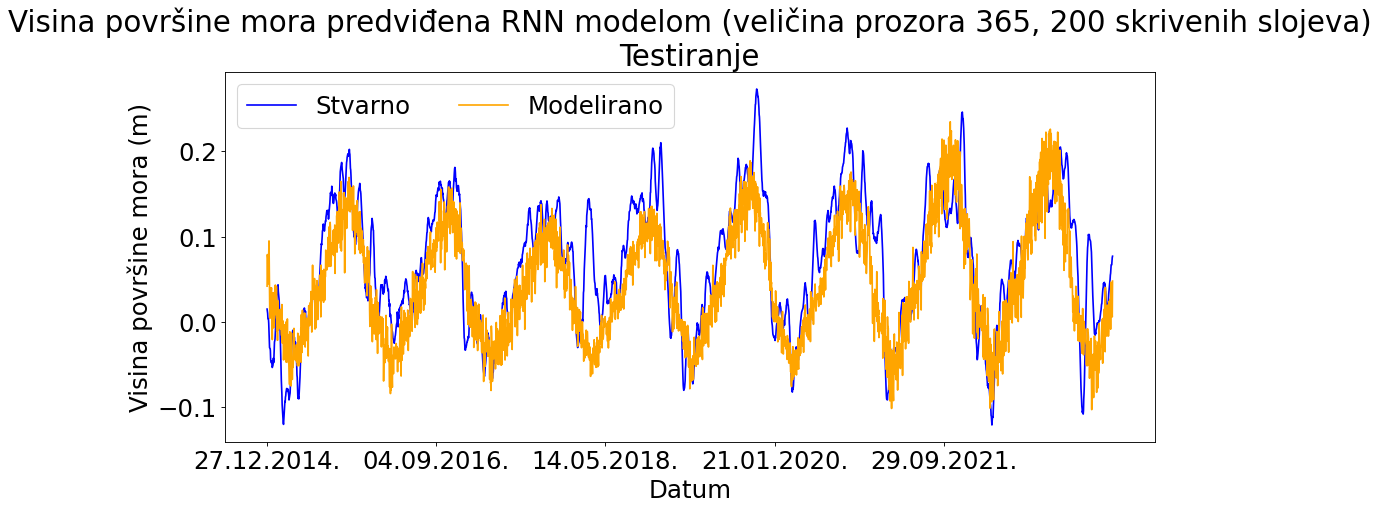 Visina površine mora predviđena RNN modelom (veličina prozora 365, 200 skrivenih slojeva)
Testiranje
Stvarno Modelirano
Visina površine mora (m)
0.2
0.1
0.0
−0.1
27.12.2014. 04.09.2016. 14.05.2018. 21.01.2020. 29.09.2021.
Datum